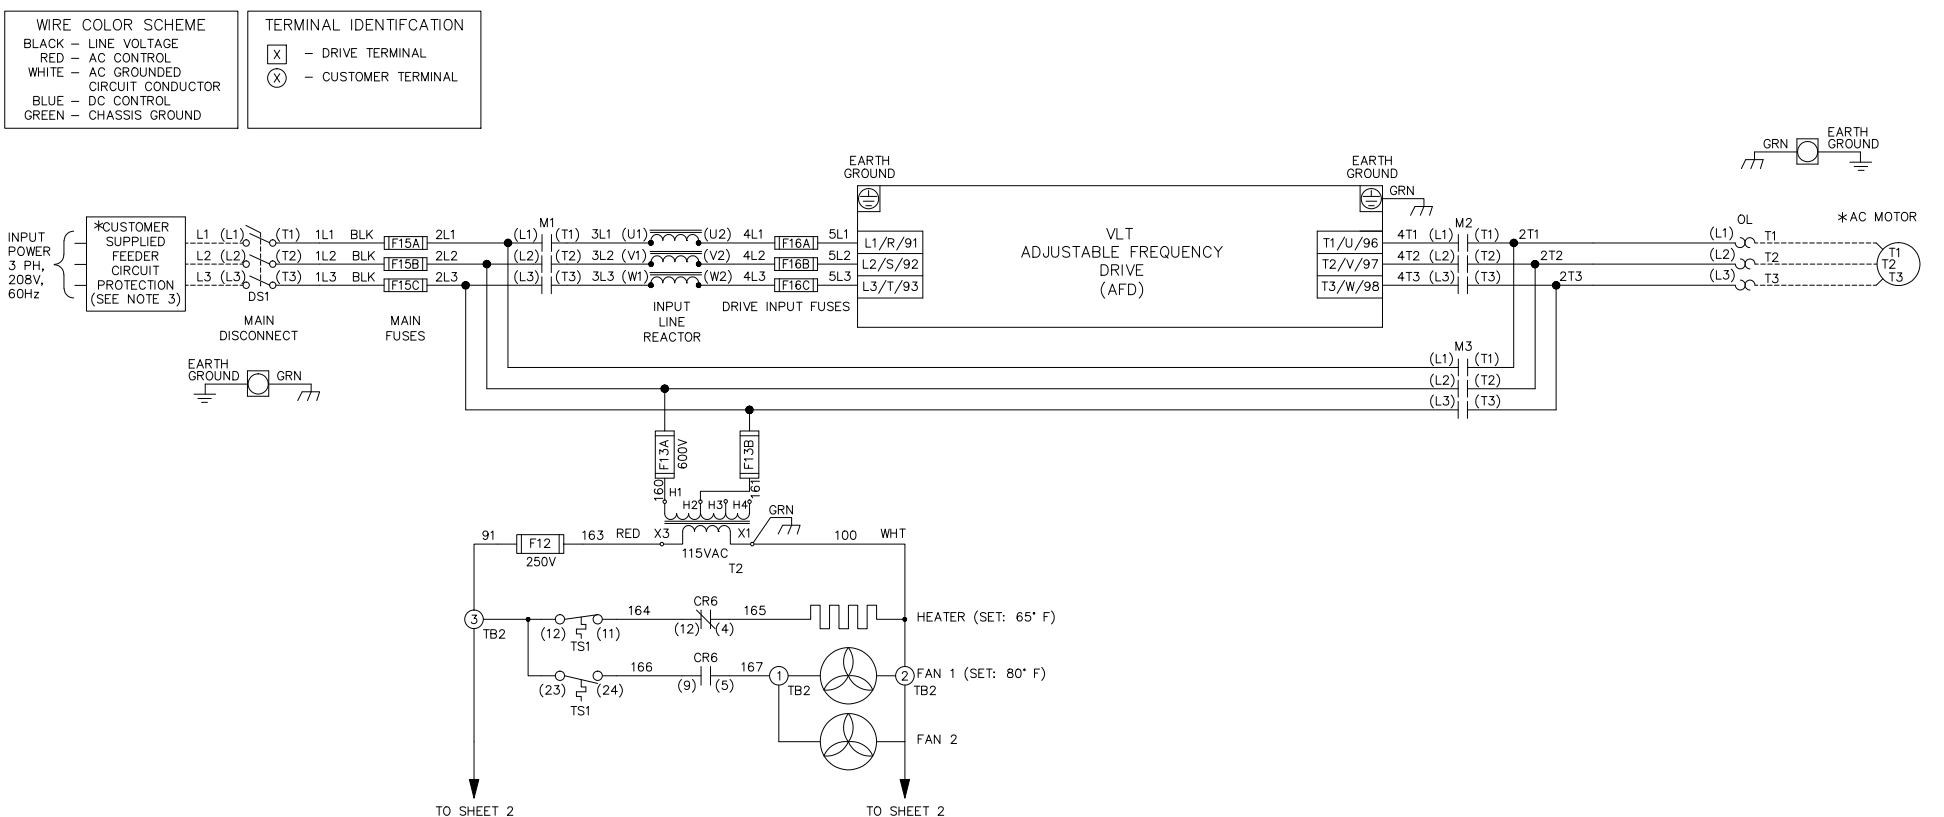 WIRE COLOR SCHEME
BLACK – LINE VOLTAGE
RED – AC CONTROL
WHITE – AC GROUNDED
CIRCUIT CONDUCTOR
BLUE – DC CONTROL
GREEN – CHASSIS GROUND
TERMINAL IDENTIFCATION
X – DRIVE TERMINAL
X – CUSTOMER TERMINAL
INPUT
POWER
3 PH,
208V,
60Hz
*CUSTOMER
SUPPLIED
FEEDER
CIRCUIT
PROTECTION
(SEE NOTE 3)
L1 (L1) (T1) 1L1 BLK F15A 2L1 (L1) M1 (T1) 3L1 (U1) (U2) 4L1 F16A 5L1 L1/R/91
L2 (L2) (T2) 1L2 BLK F15B 2L2 (L2) (T2) 3L2 (V1) (V2) 4L2 F16B 5L2 L2/S/92
L3 (L3) (T3) 1L3 BLK F15C 2L3 (L3) (T3) 3L3 (W1) (W2) 4L3 F16C 5L3 L3/T/93
DS1
MAIN
DISCONNECT
MAIN
FUSES
INPUT
LINE
REACTOR
DRIVE INPUT FUSES
EARTH
GROUND
VLT
ADJUSTABLE FREQUENCY
DRIVE
(AFD)
EARTH
GROUND
GRN
T1/U/96 4T1 (L1) M2 (T1) 2T1 (L1) OL T1
T2/V/97 4T2 (L2) (T2) 2T2 (L2) T2
T3/W/98 4T3 (L3) (T3) 2T3 (L3) T3
GRN
EARTH
GROUND
*AC MOTOR
T1
T2
T3
M3
(L1) (T1)
(L2) (T2)
(L3) (T3)
EARTH
GROUND
GRN
F13A
600V
F13B
160
161
H1 H2 H3 H4
GRN
91 F12 163 RED X3 X1 100 WHT
250V
115VAC
T2
3 TB2
(12) (11) 164 CR6 (12) (4) 165 HEATER (SET: 65° F)
TS1
(23) (24) 166 CR6 (9) (5) 167 1 TB2 2 TB2 FAN 1 (SET: 80° F)
TS1
FAN 2
TO SHEET 2
TO SHEET 2